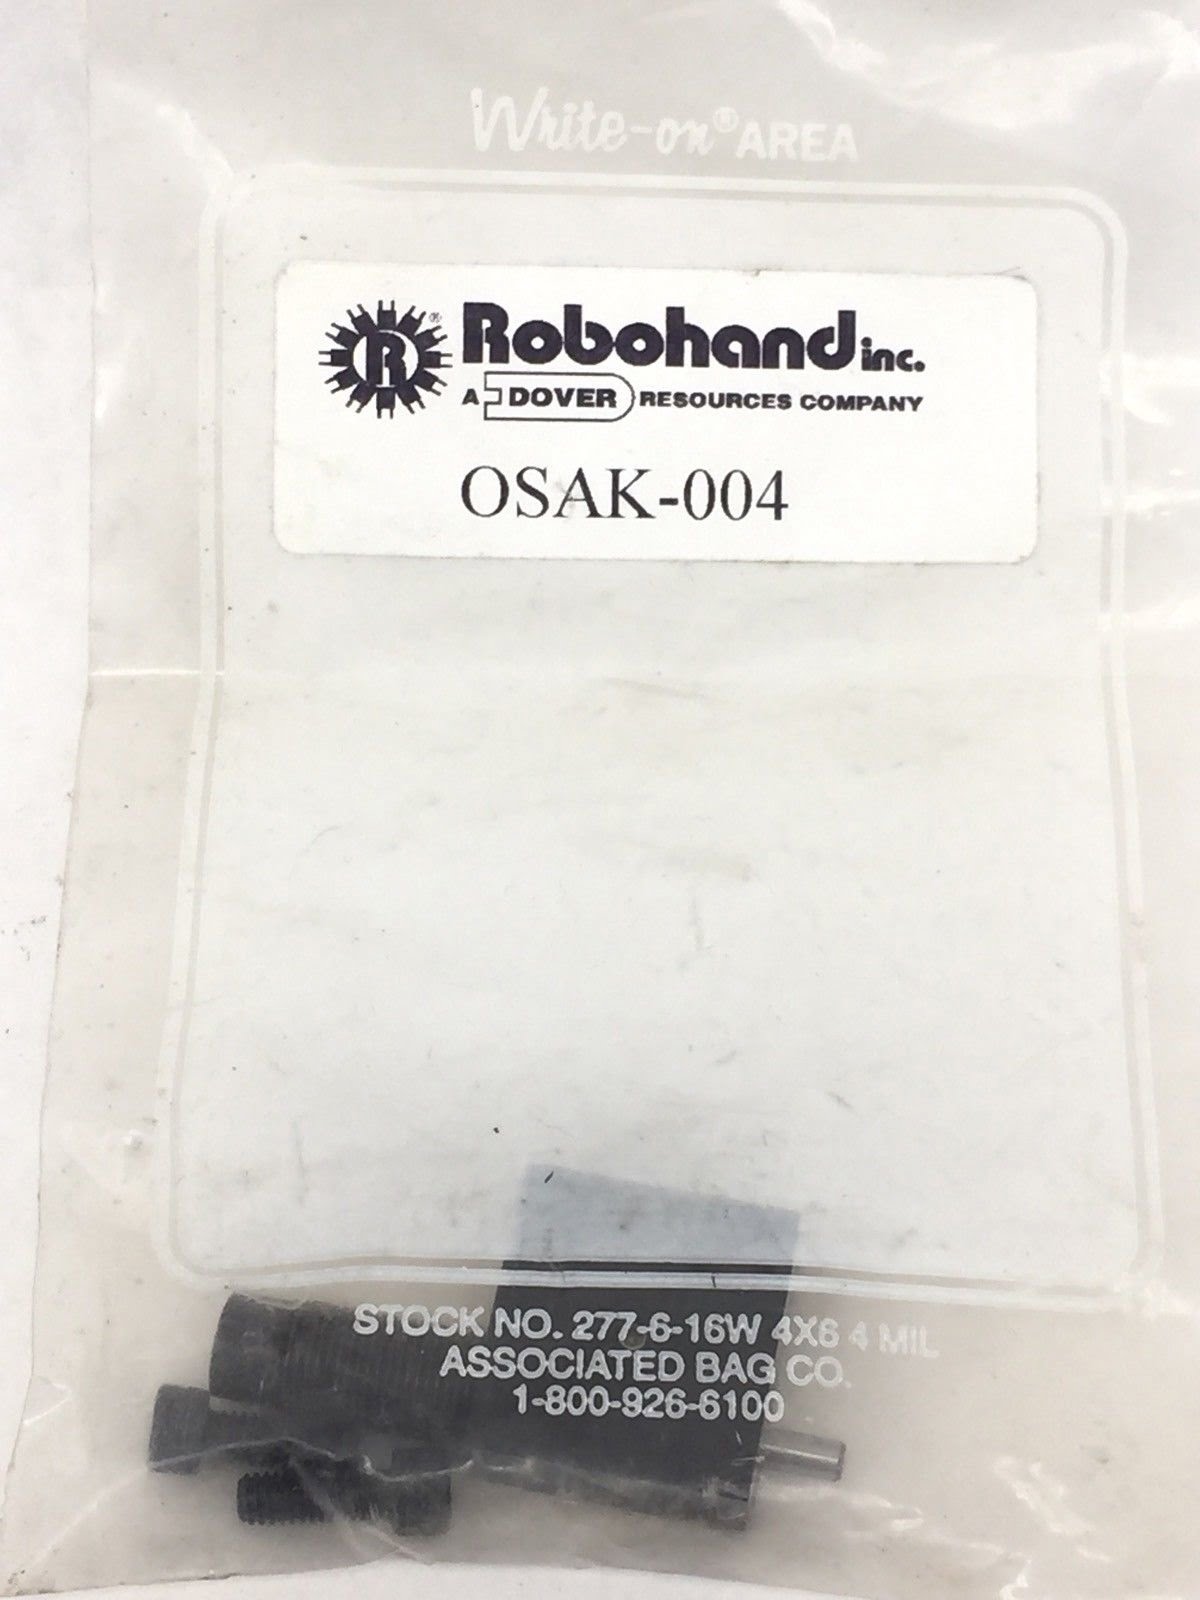 Write-on® AREA
R ® Robohand inc.
A DOVER RESOURCES COMPANY
OSAK-004
STOCK NO. 277-6-16W 4X6 4 MIL
ASSOCIATED BAG CO.
1-800-926-6100